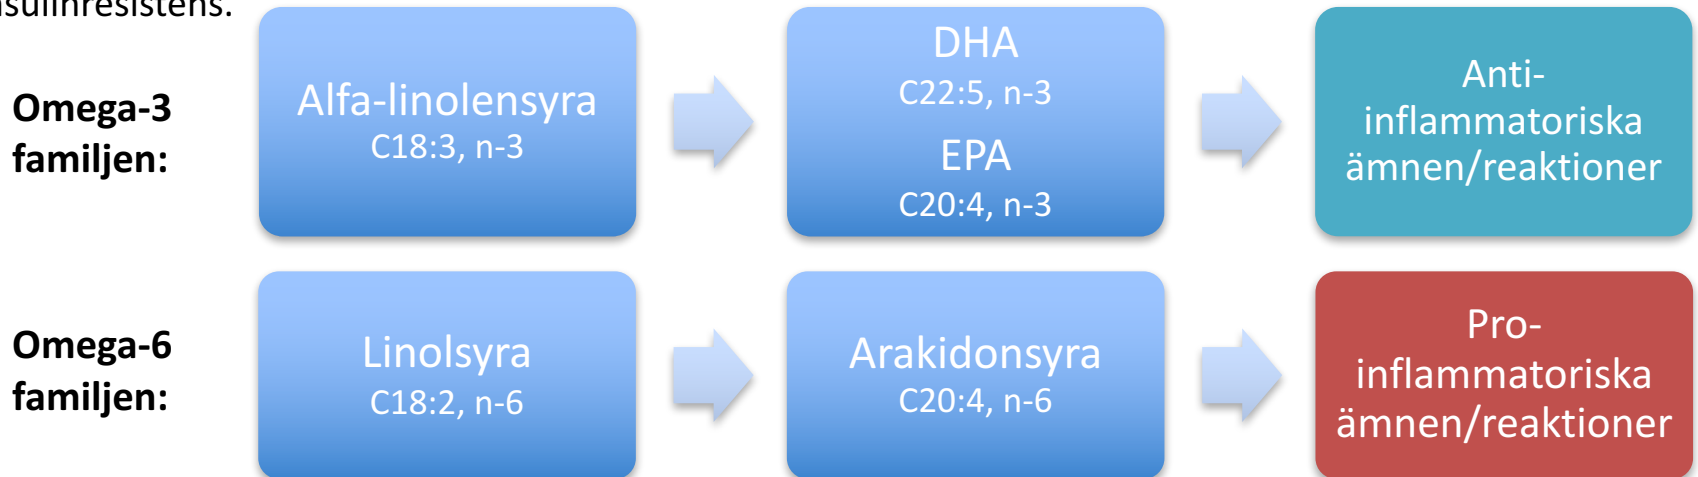 nsulinresistens.
Omega-3
familjen:
Alfa-linolensyra
C18:3, n-3
DHA
C22:5, n-3
EPA
C20:4, n-3
Anti-
inflammatoriska
ämnen/reaktioner
Omega-6
familjen:
Linolsyra
C18:2, n-6
Arakidonsyra
C20:4, n-6
Pro-
inflammatoriska
ämnen/reaktioner